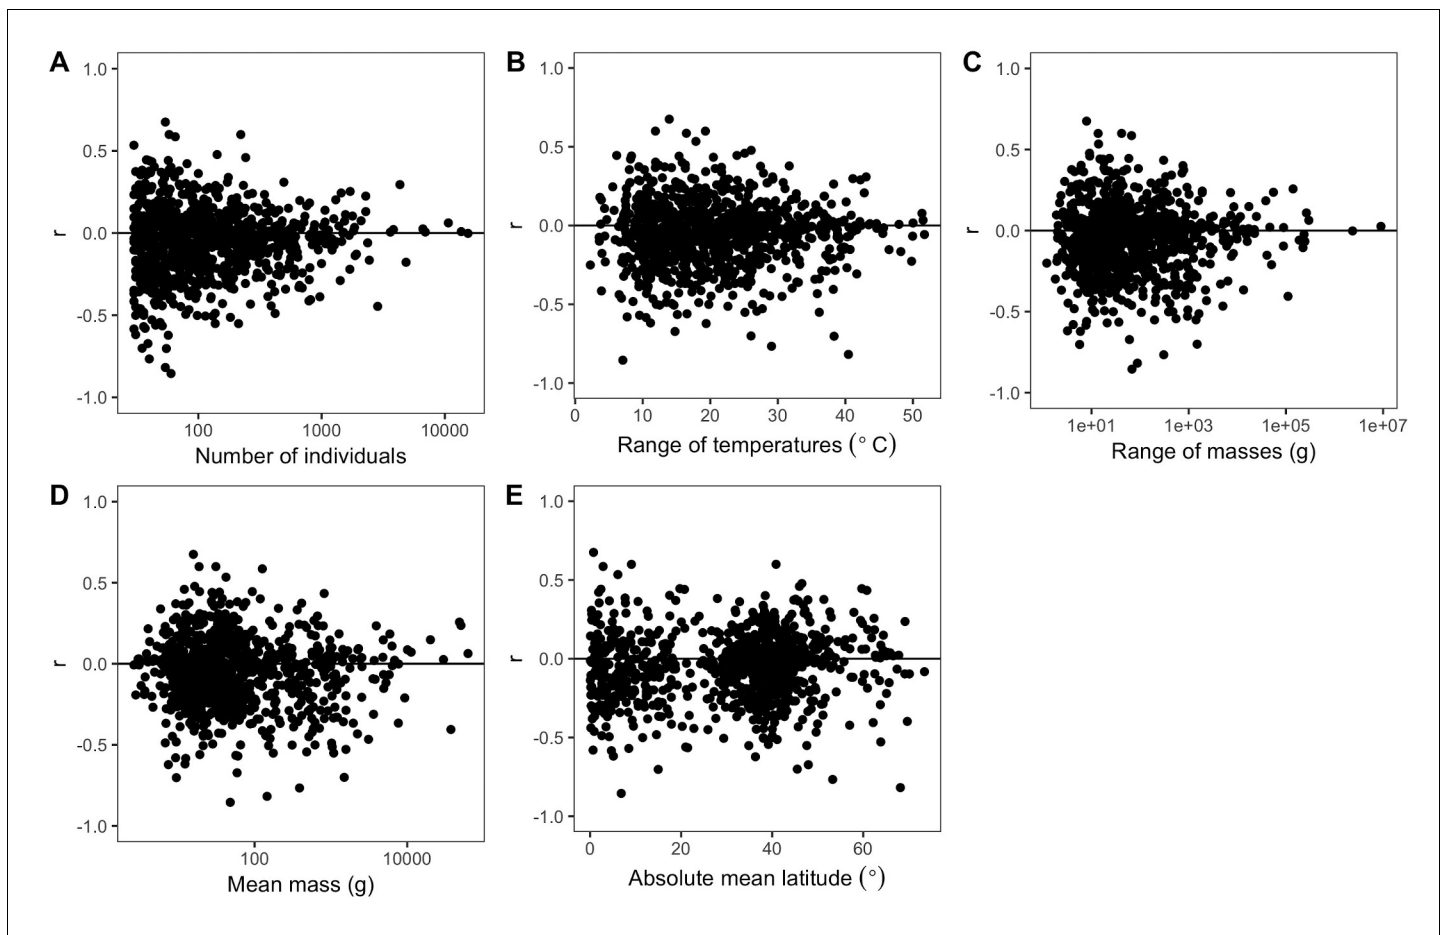 A
B
C
1.0
0.5
0.0
-0.5
-1.0
r
100
1000
10000
Number of individuals
1.0
0.5
0.0
-0.5
-1.0
r
0
10
20
30
40
50
Range of temperatures (° C)
1.0
0.5
0.0
-0.5
-1.0
r
1e+01
1e+03
1e+05
1e+07
Range of masses (g)
D
E
1.0
0.5
0.0
-0.5
-1.0
r
100
10000
Mean mass (g)
1.0
0.5
0.0
-0.5
-1.0
r
0
20
40
60
Absolute mean latitude (°)